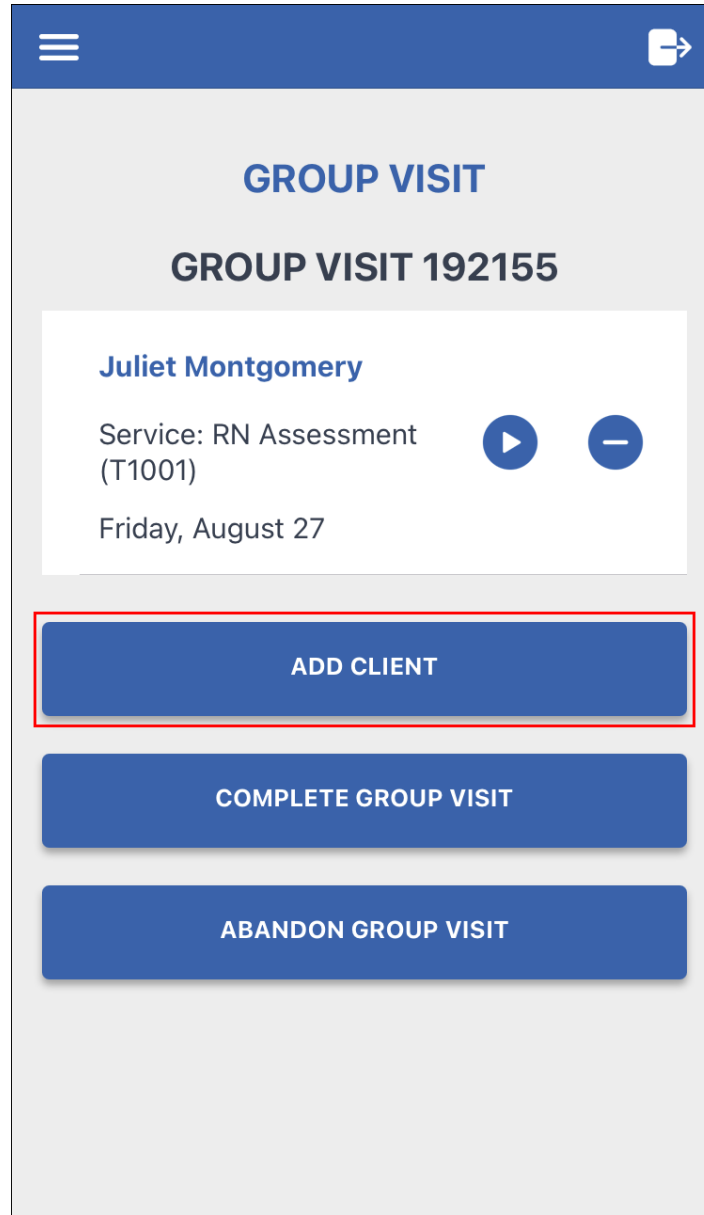 GROUP VISIT
GROUP VISIT 192155
Juliet Montgomery
Service: RN Assessment
(T1001)
Friday, August 27
ADD CLIENT
COMPLETE GROUP VISIT
ABANDON GROUP VISIT